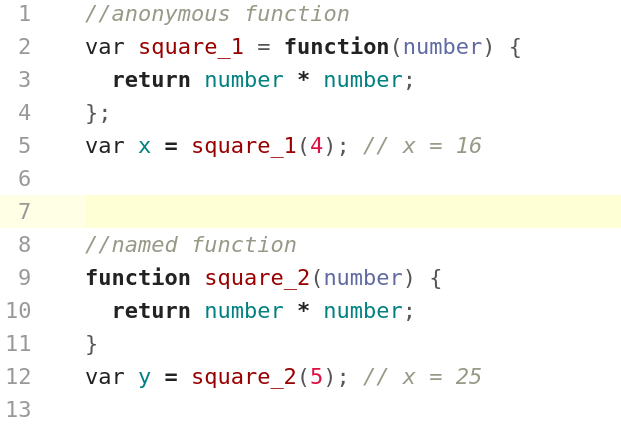 1 //anonymous function
2 var square_1 = function(number) {
3 return number * number;
4 };
5 var x = square_1(4); // x = 16
6
7
8 //named function
9 function square_2(number) {
10 return number * number;
11 }
12 var y = square_2(5); // x = 25
13